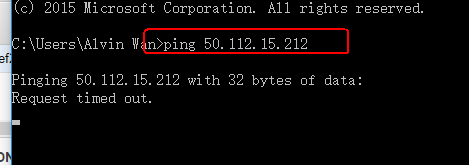 (c) 2015 Microsoft Corporation. All rights reserved.
C:\Users\Alvin Wan>ping 50.112.15.212
Pinging 50.112.15.212 with 32 bytes of data:
Request timed out.